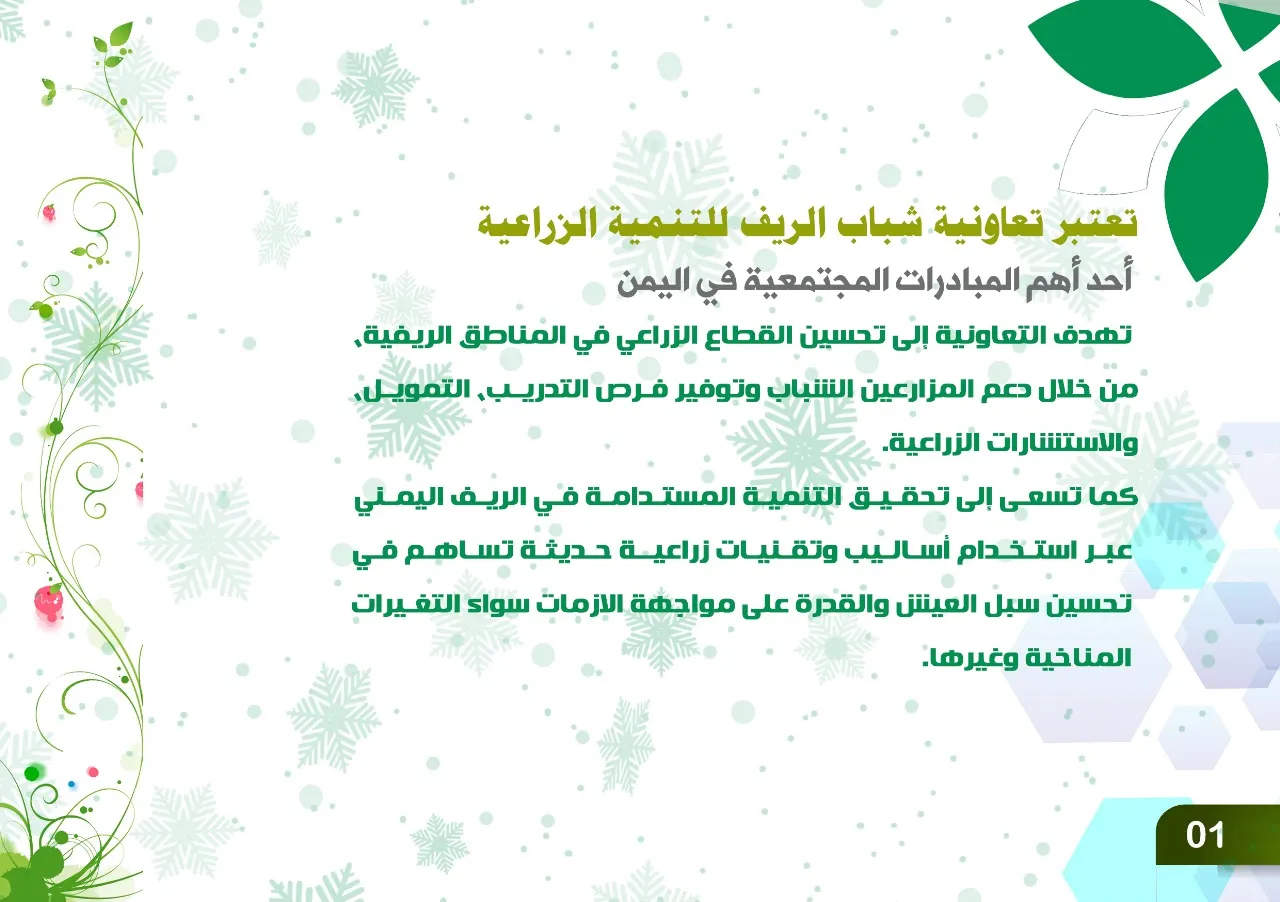 تعتبر تعاونية شباب الريف للتنمية الزراعية
أحد أهم المبادرات المجتمعية في اليمن
تهدف التعاونية إلى تحسين القطاع الزراعي في المناطق الريفية،
من خلال دعم المزارعين الشباب وتوفير فرص التدريب، التمويل،
والاستشارات الزراعية.
كما تسعى إلى تحقيق التنمية المستدامة في الريف اليمني
عبر استخدام أساليب وتقنيات زراعية حديثة تساهم في
تحسين سبل العيش والقدرة على مواجهة الازمات سواء التغيرات
المناخية وغيرها.
01